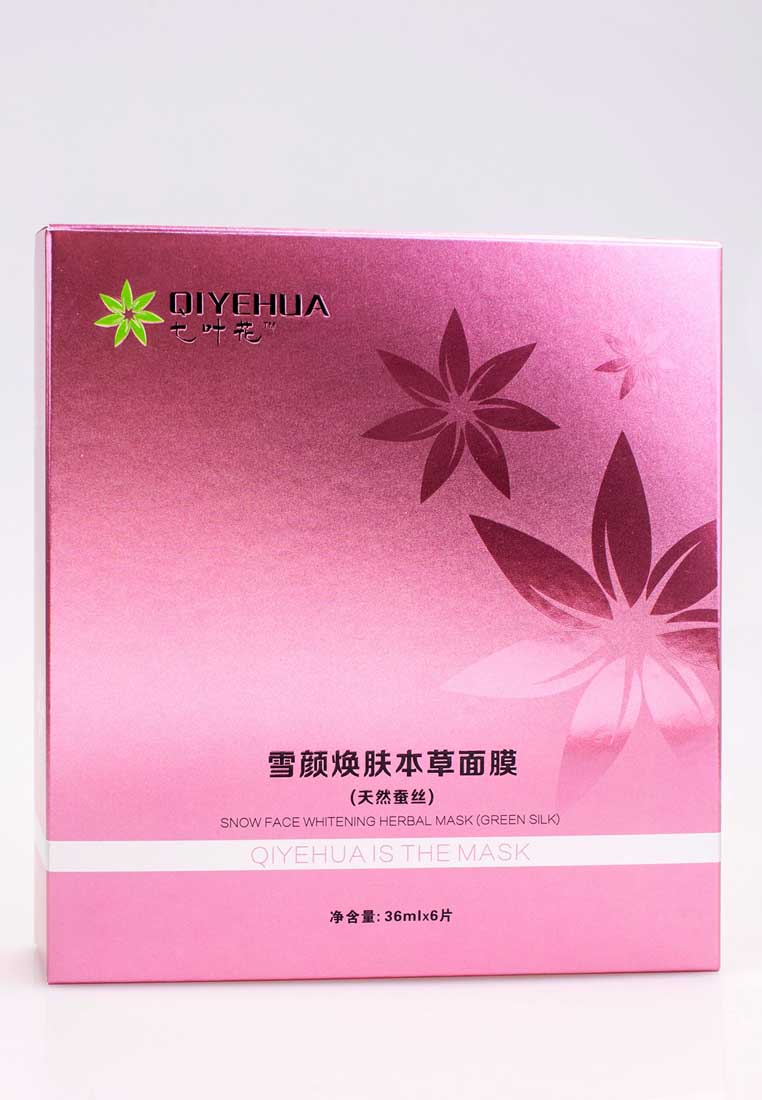 QIYEHUA
七叶花™
雪颜焕肤本草面膜
(天然蚕丝)
SNOW FACE WHITENING HERBAL MASK (GREEN SILK)
QIYEHUA IS THE MASK
净含量: 36mlx6片